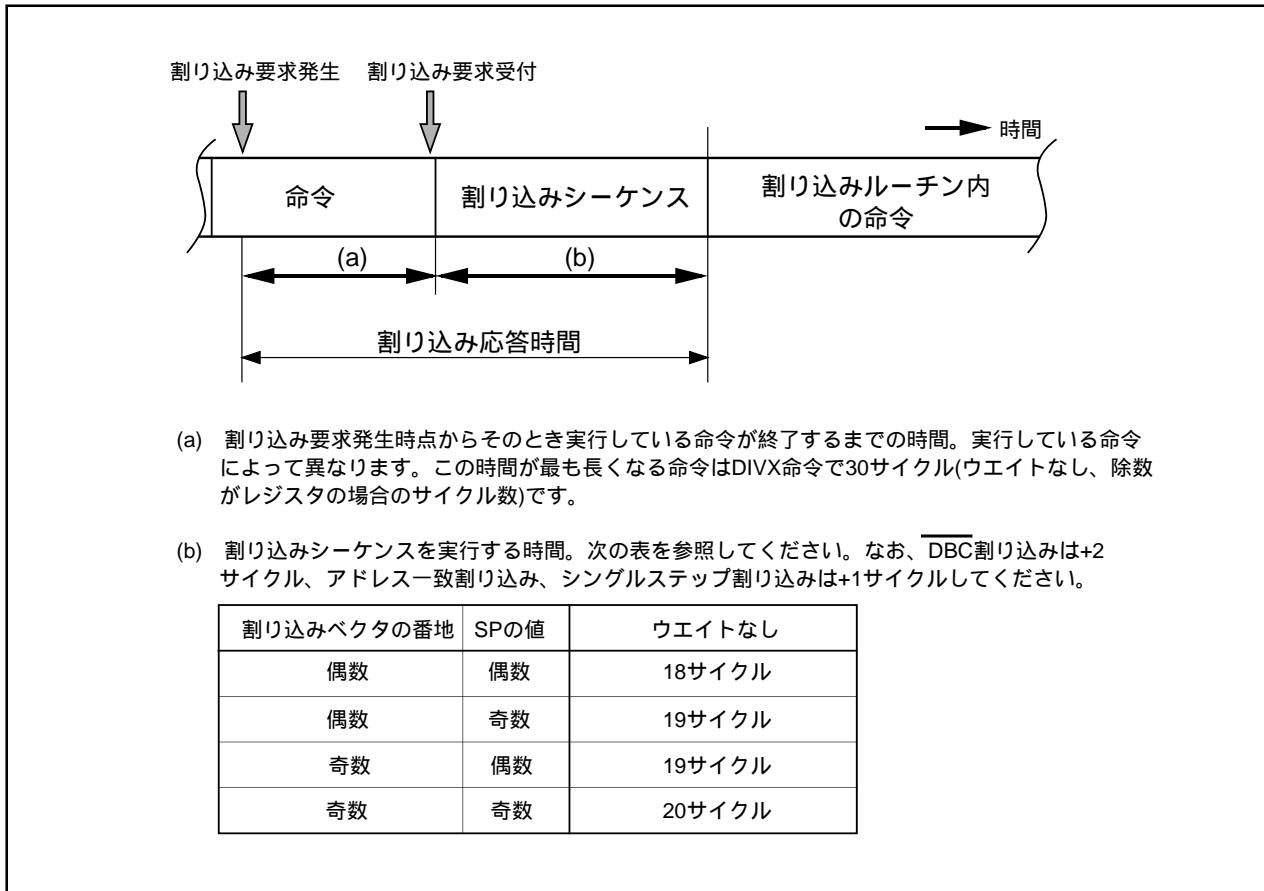 割り込み要求発生 割り込み要求受付
時間
命令 割り込みシーケンス 割り込みルーチン内
の命令
(a) (b)
割り込み応答時間
(a) 割り込み要求発生時点からそのとき実行している命令が終了するまでの時間。実行している命令
によって異なります。この時間が最も長くなる命令はDIVX命令で30サイクル(ウエイトなし、除数
がレジスタの場合のサイクル数)です。
(b) 割り込みシーケンスを実行する時間。次の表を参照してください。なお、DBC割り込みは+2
サイクル、アドレス一致割り込み、シングルステップ割り込みは+1サイクルしてください。
割り込みベクタの番地 SPの値 ウエイトなし
偶数 偶数 18サイクル
偶数 奇数 19サイクル
奇数 偶数 19サイクル
奇数 奇数 20サイクル